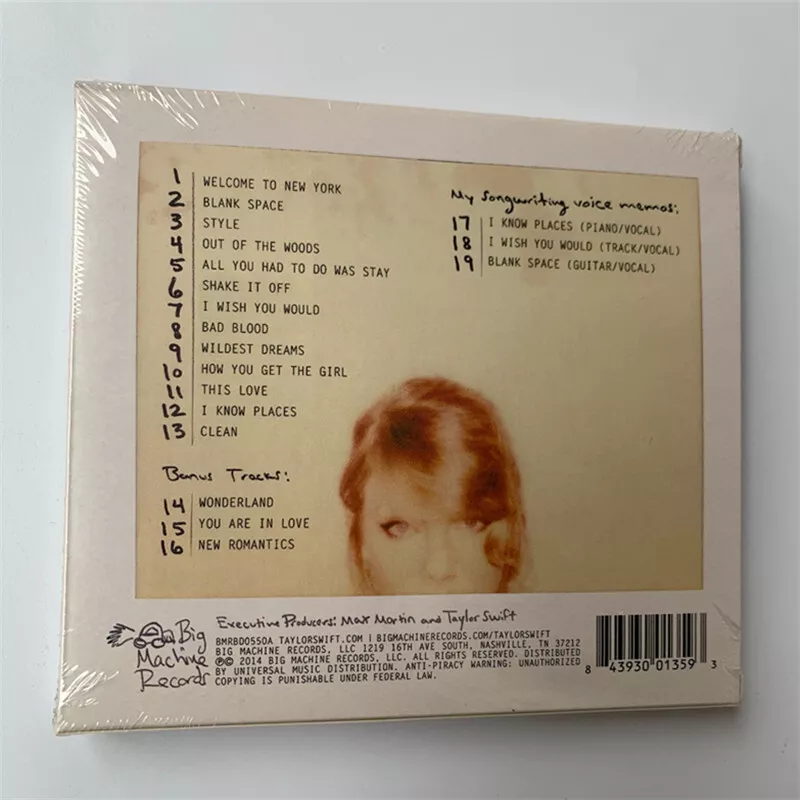 1 WELCOME TO NEW YORK
2 BLANK SPACE
3 STYLE
4 OUT OF THE WOODS
5 ALL YOU HAD TO DO WAS STAY
6 SHAKE IT OFF
7 I WISH YOU WOULD
8 BAD BLOOD
9 WILDEST DREAMS
10 HOW YOU GET THE GIRL
11 THIS LOVE
12 I KNOW PLACES
13 CLEAN
Bonus Tracks:
14 WONDERLAND
15 YOU ARE IN LOVE
16 NEW ROMANTICS
My songwriting voice memos:
17 I KNOW PLACES (PIANO/VOCAL)
18 I WISH YOU WOULD (TRACK/VOCAL)
19 BLANK SPACE (GUITAR/VOCAL)
Big
Machine
Records
Executive Producers: Max Martin and Taylor Swift
BMRBD0550A TAYLORSWIFT.COM | BIGMACHINERECORDS.COM/TAYLORSWIFT
BIG MACHINE RECORDS, LLC 1219 16TH AVE SOUTH, NASHVILLE, TN 37212
℗© 2014 BIG MACHINE RECORDS, LLC. ALL RIGHTS RESERVED. DISTRIBUTED
BY UNIVERSAL MUSIC DISTRIBUTION. ANTI-PIRACY WARNING: UNAUTHORIZED
COPYING IS PUNISHABLE UNDER FEDERAL LAW.
8 43930 01359 3